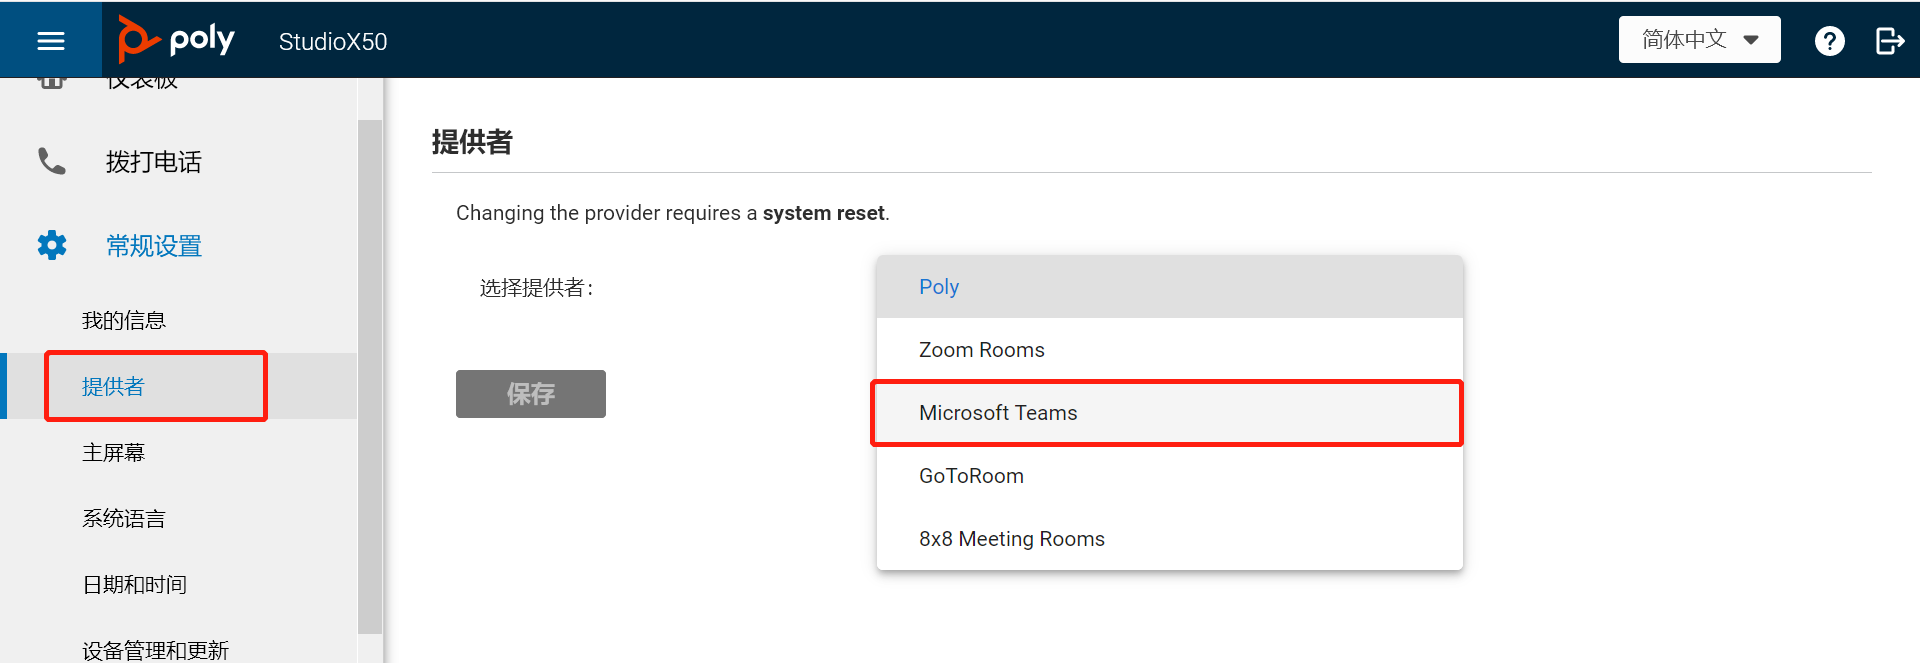 poly
StudioX50
简体中文
仪表板
拨打电话
常规设置
我的信息
提供者
主屏幕
系统语言
日期和时间
设备管理和更新
提供者
Changing the provider requires a system reset.
选择提供者:
Poly
Zoom Rooms
Microsoft Teams
GoToRoom
8x8 Meeting Rooms
保存